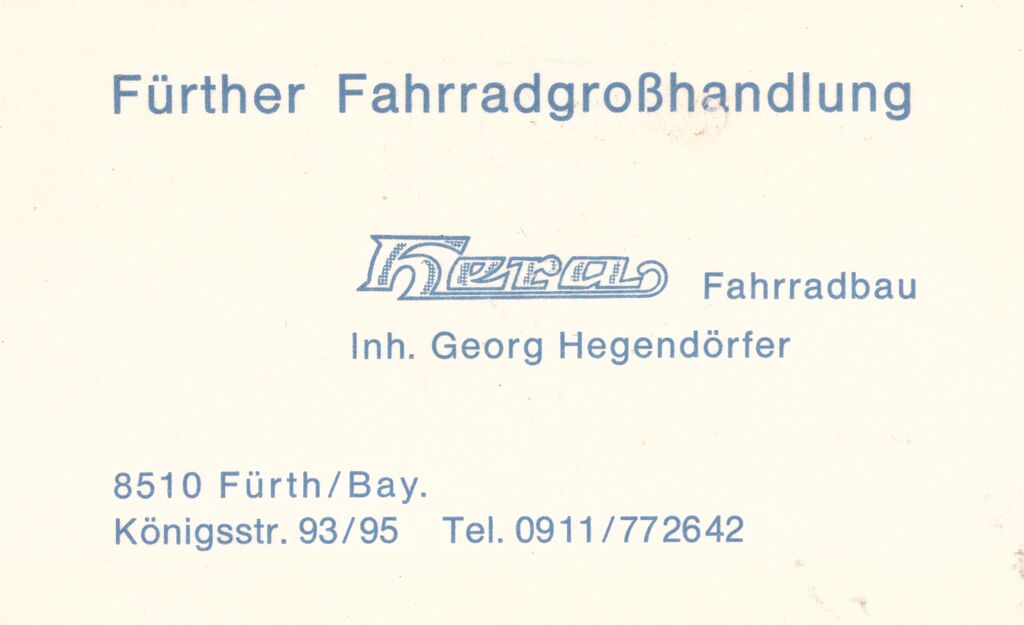 Fürther Fahrradgroßhandlung
Hera Fahrradbau
Inh. Georg Hegendörfer
8510 Fürth/Bay.
Königsstr. 93/95 Tel. 0911/772642